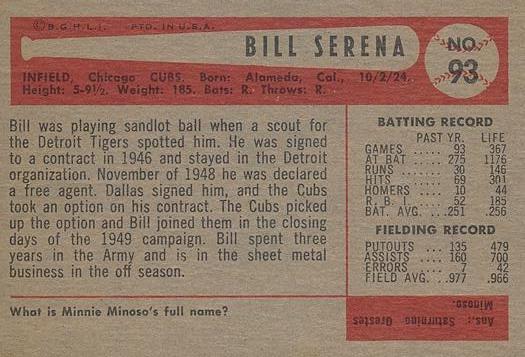 © B.G.H.L.I. PTD. IN U.S.A.
BILL SERENA
NO. 93
INFIELD, Chicago CUBS. Born: Alameda, Cal., 10/2/24.
Height: 5-9½. Weight: 185. Bats: R. Throws: R.
Bill was playing sandlot ball when a scout for
the Detroit Tigers spotted him. He was signed
to a contract in 1946 and stayed in the Detroit
organization. November of 1948 he was declared
a free agent. Dallas signed him, and the Cubs
took an option on his contract. The Cubs picked
up the option and Bill joined them in the closing
days of the 1949 campaign. Bill spent three
years in the Army and is in the sheet metal
business in the off season.
What is Minnie Minoso's full name?
BATTING RECORD
PAST YR. LIFE
GAMES ..... 93 367
AT BAT .... 275 1176
RUNS ...... 30 146
HITS ...... 69 301
HOMERS .... 10 44
R. B. I. .... 52 185
BAT. AVG. .. .251 .256
FIELDING RECORD
PUTOUTS ... 135 479
ASSISTS .... 160 700
ERRORS .... 7 42
FIELD AVG. .. .977 .966
Ans.: Saturnino Orestes
Minoso.